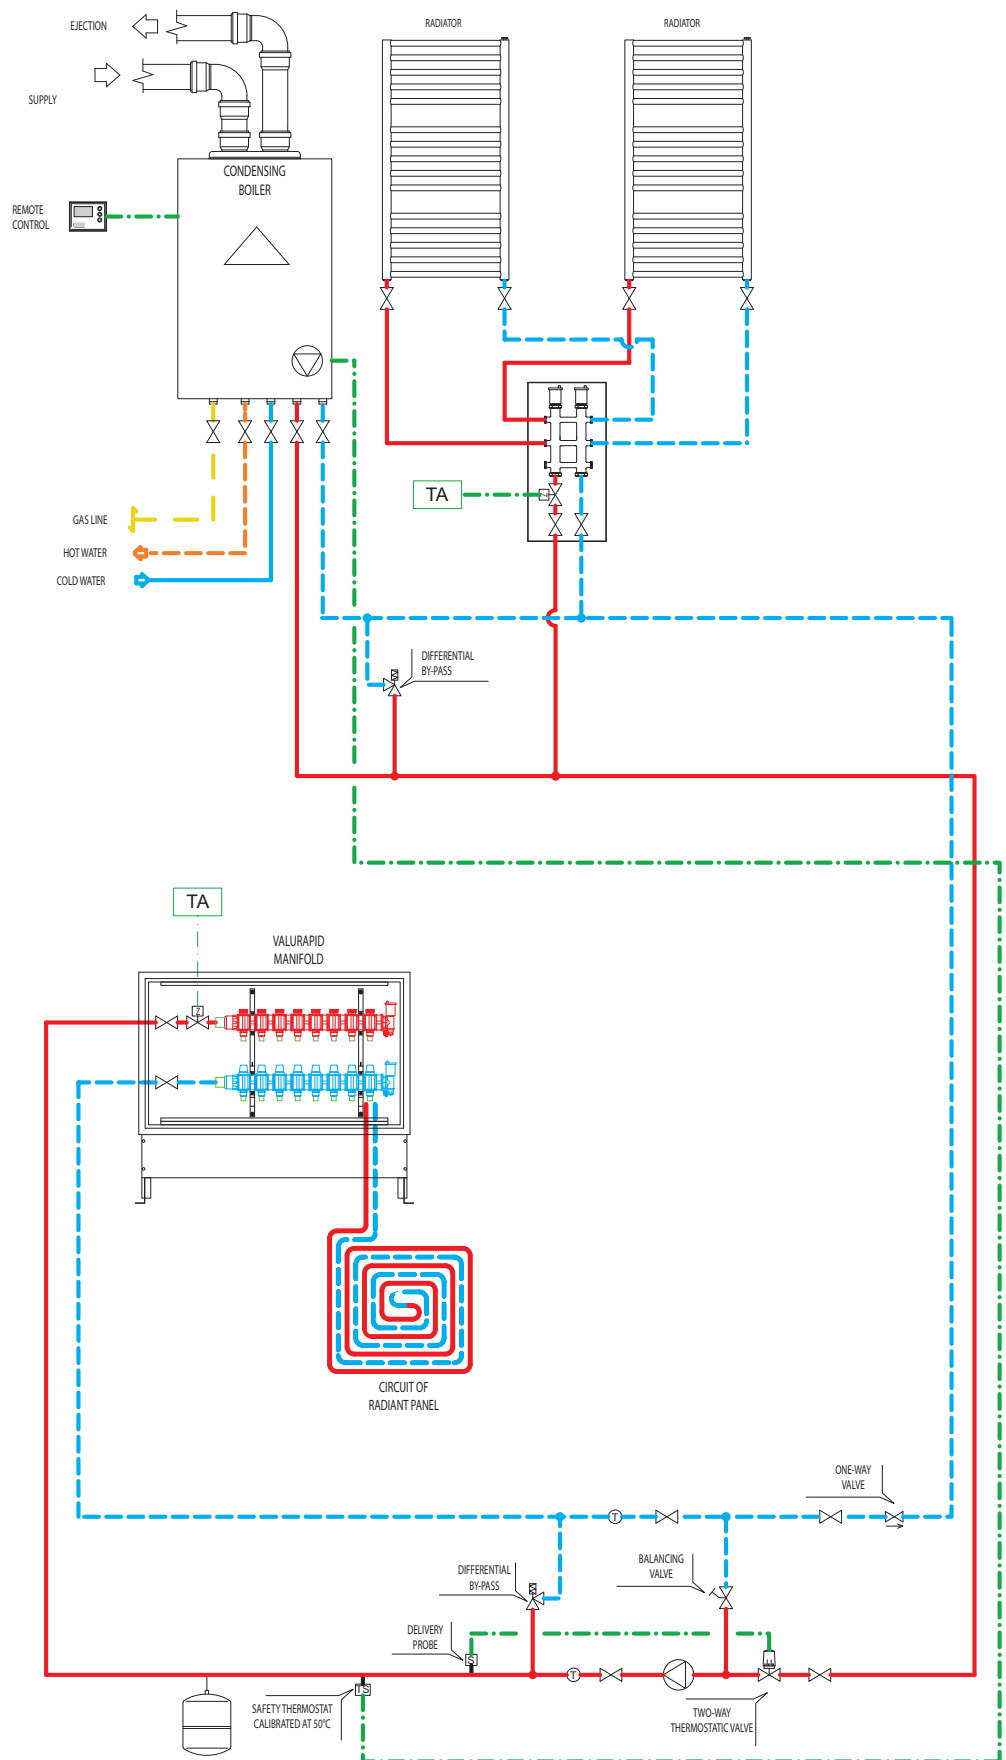 EJECTION
SUPPLY
RADIATOR
RADIATOR
CONDENSING
BOILER
REMOTE
CONTROL
TA
GAS LINE
HOT WATER
COLD WATER
DIFFERENTIAL
BY-PASS
TA
VALURAPID
MANIFOLD
Z
CIRCUIT OF
RADIANT PANEL
ONE-WAY
VALVE
T
DIFFERENTIAL
BY-PASS
BALANCING
VALVE
DELIVERY
PROBE
S
T
TS
SAFETY THERMOSTAT
CALIBRATED AT 50°C
TWO-WAY
THERMOSTATIC VALVE